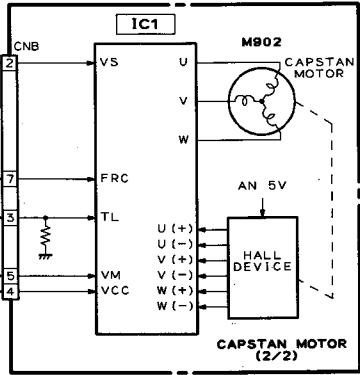 IC1
CNB
M902
2
VS
U
CAPSTAN
MOTOR
V
W
7
FRC
AN 5V
3
TL
U(+)
U(-)
V(+)
HALL
DEVICE
5
VM
V(-)
4
VCC
W(+)
W(-)
CAPSTAN MOTOR
(2/2)